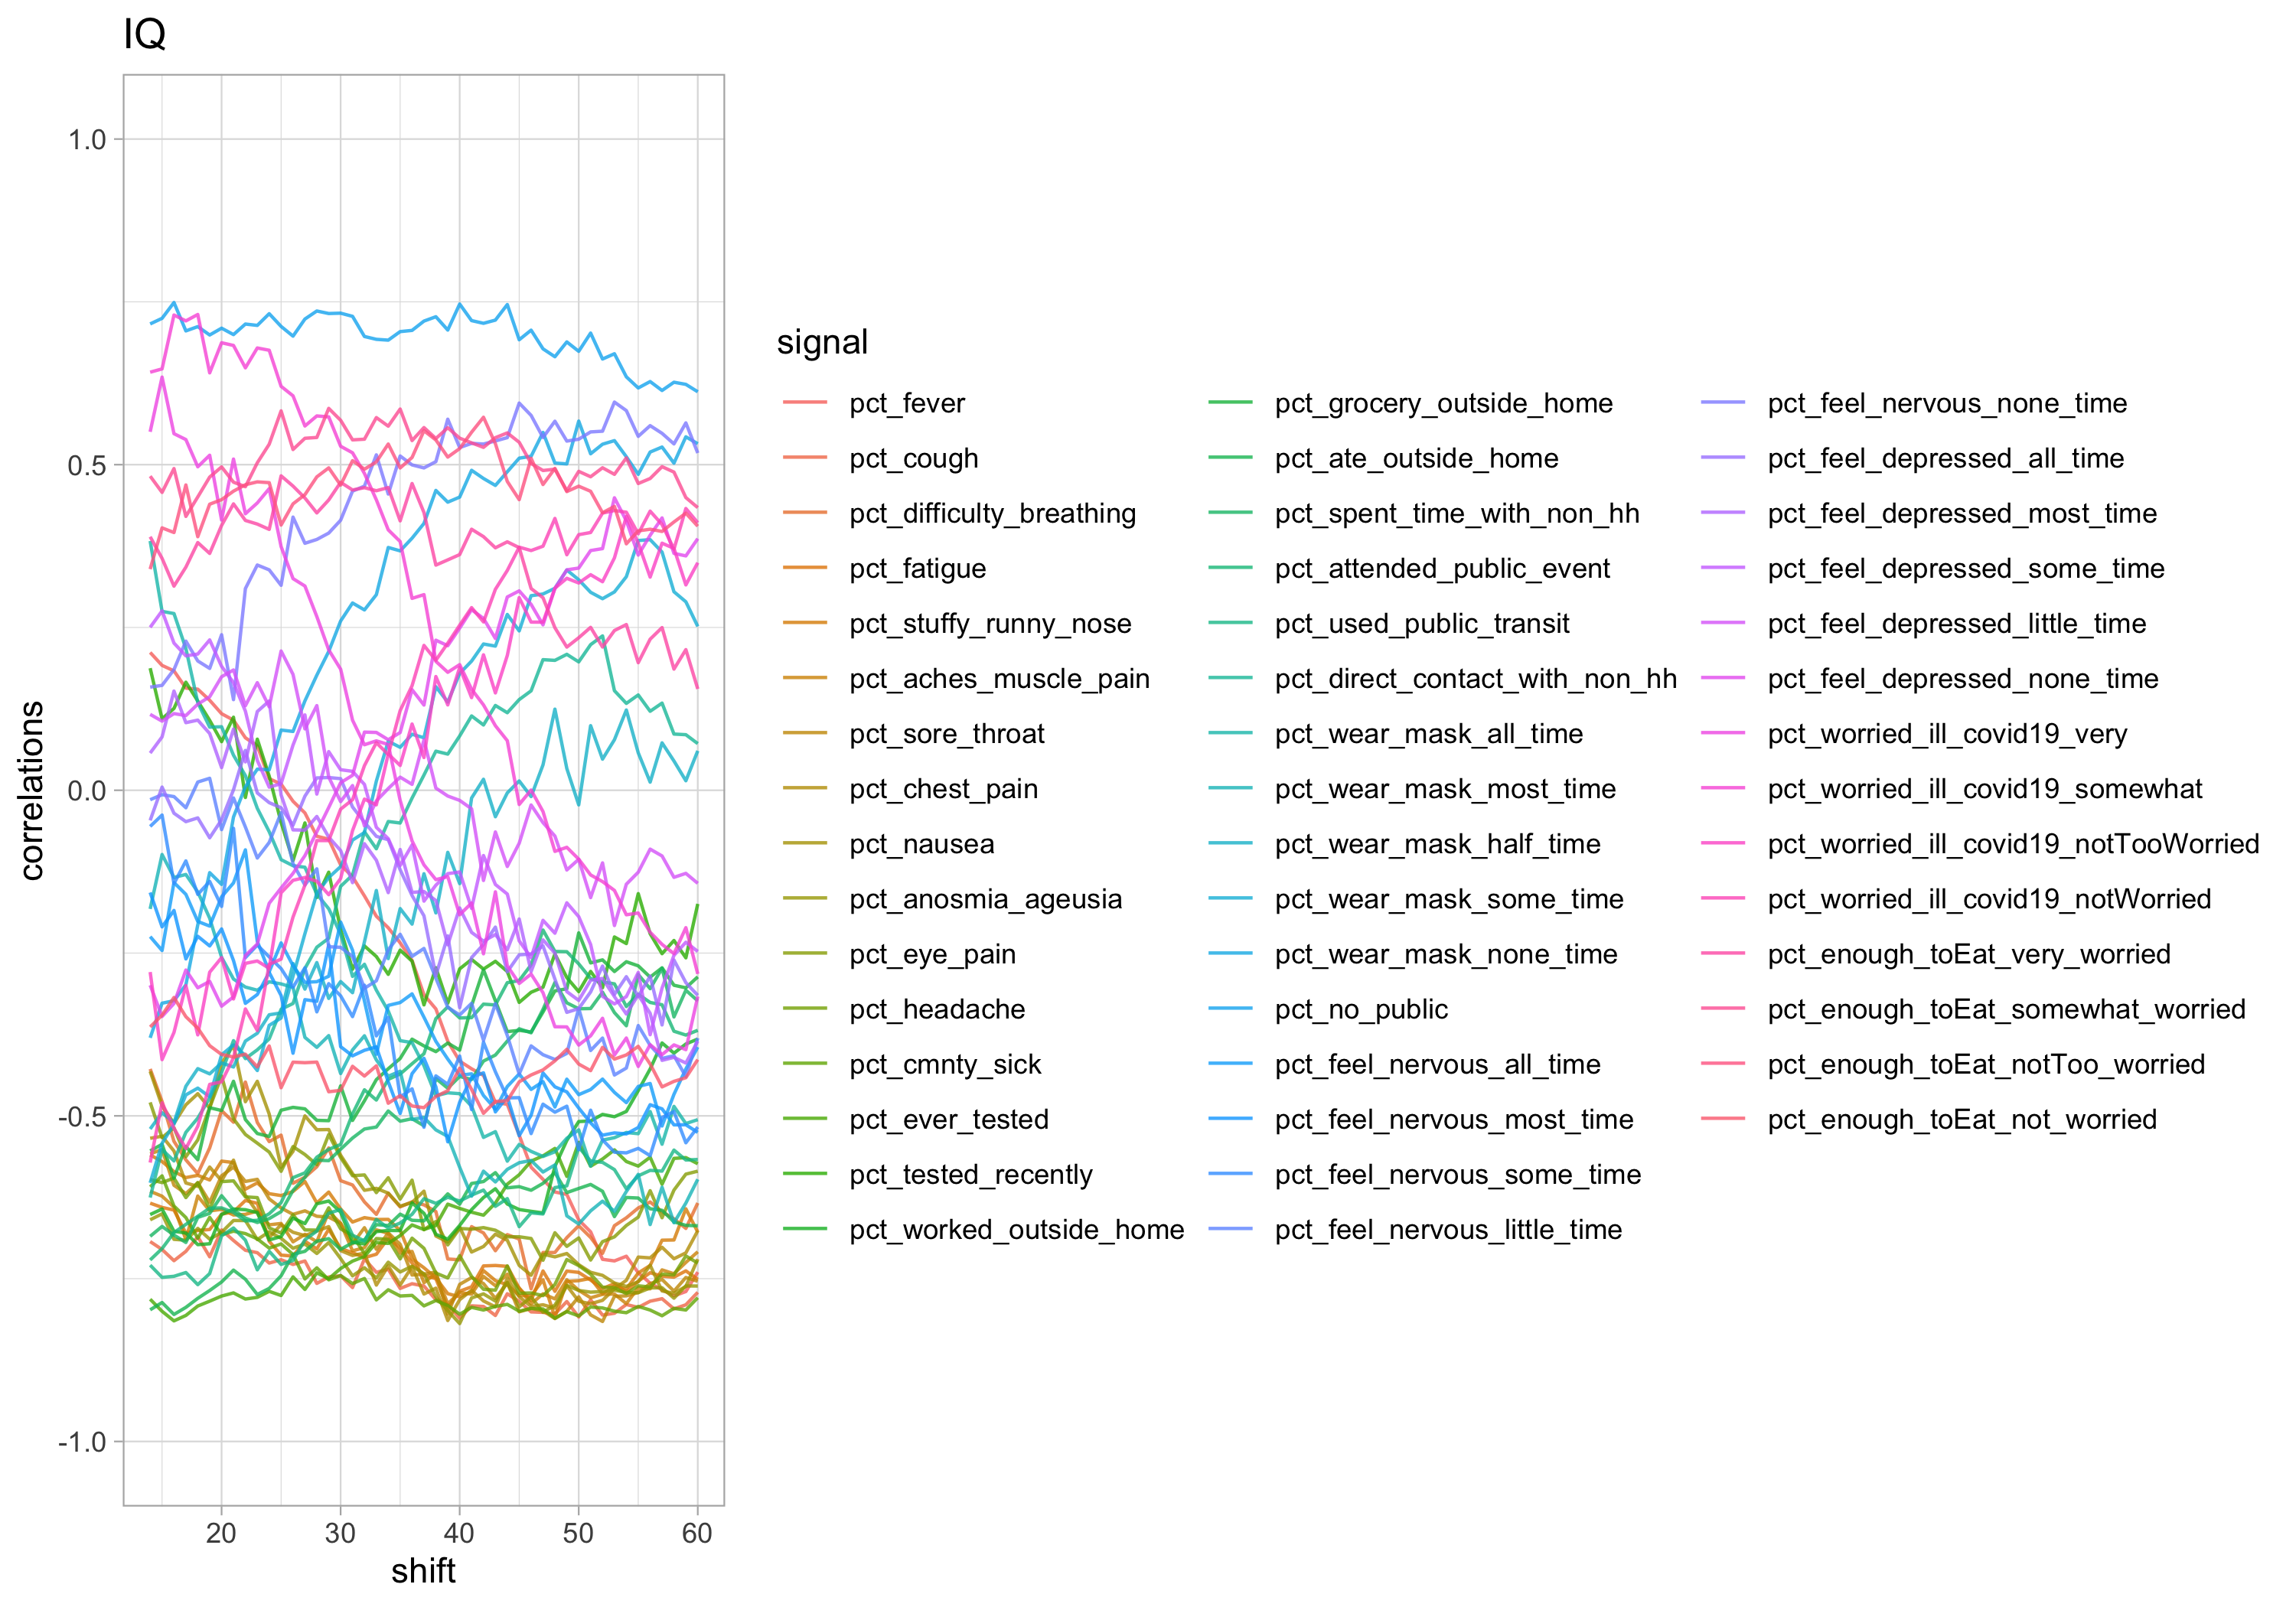 IQ
1.0
0.5
0.0
-0.5
-1.0
correlations
20 30 40 50 60
shift
signal
pct_fever
pct_cough
pct_difficulty_breathing
pct_fatigue
pct_stuffy_runny_nose
pct_aches_muscle_pain
pct_sore_throat
pct_chest_pain
pct_nausea
pct_anosmia_ageusia
pct_eye_pain
pct_headache
pct_cmnty_sick
pct_ever_tested
pct_tested_recently
pct_worked_outside_home
pct_grocery_outside_home
pct_ate_outside_home
pct_spent_time_with_non_hh
pct_attended_public_event
pct_used_public_transit
pct_direct_contact_with_non_hh
pct_wear_mask_all_time
pct_wear_mask_most_time
pct_wear_mask_half_time
pct_wear_mask_some_time
pct_wear_mask_none_time
pct_no_public
pct_feel_nervous_all_time
pct_feel_nervous_most_time
pct_feel_nervous_some_time
pct_feel_nervous_little_time
pct_feel_nervous_none_time
pct_feel_depressed_all_time
pct_feel_depressed_most_time
pct_feel_depressed_some_time
pct_feel_depressed_little_time
pct_feel_depressed_none_time
pct_worried_ill_covid19_very
pct_worried_ill_covid19_somewhat
pct_worried_ill_covid19_notTooWorried
pct_worried_ill_covid19_notWorried
pct_enough_toEat_very_worried
pct_enough_toEat_somewhat_worried
pct_enough_toEat_notToo_worried
pct_enough_toEat_not_worried